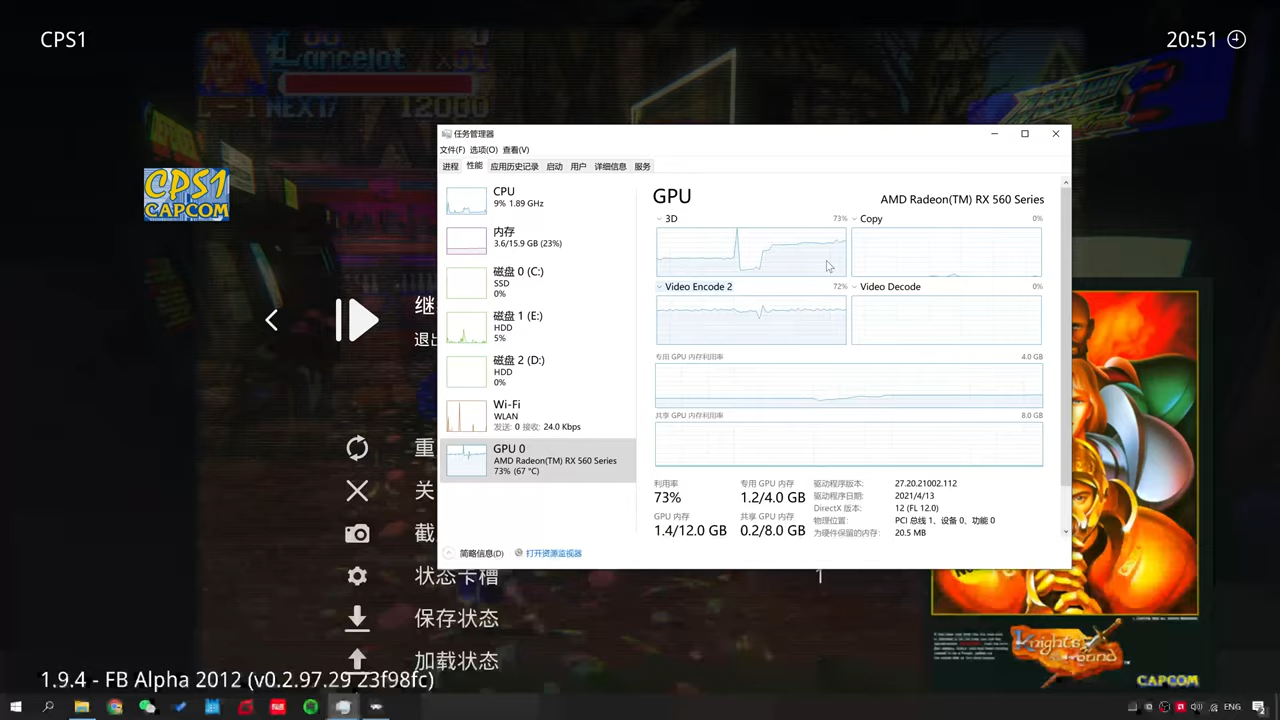 CPS1
20:51
Lancelot
L-1 NEXT/ 12000
CPS1
CAPCOM
任务管理器
文件(F) 选项(O) 查看(V)
进程 性能 应用历史记录 启动 用户 详细信息 服务
CPU
9% 1.89 GHz
内存
3.6/15.9 GB (23%)
磁盘 0 (C:)
SSD
0%
磁盘 1 (E:)
HDD
5%
磁盘 2 (D:)
HDD
0%
Wi-Fi
WLAN
发送: 0 接收: 24.0 Kbps
GPU 0
AMD Radeon(TM) RX 560 Series
73% (67 °C)
GPU
AMD Radeon(TM) RX 560 Series
3D 73%
Copy 0%
Video Encode 2 72%
Video Decode 0%
专用 GPU 内存利用率 4.0 GB
共享 GPU 内存利用率 8.0 GB
利用率
73%
专用 GPU 内存
1.2/4.0 GB
GPU 内存
1.4/12.0 GB
共享 GPU 内存
0.2/8.0 GB
驱动程序版本: 27.20.21002.112
驱动程序日期: 2021/4/13
DirectX 版本: 12 (FL 12.0)
物理位置: PCI 总线 1、设备 0、功能 0
为硬件保留的内存: 20.5 MB
简略信息(D) 打开资源监视器
继
退出
重
关
截
状态卡槽 1
保存状态
加载状态
Knights
Round
CAPCOM
1.9.4 - FB Alpha 2012 (v0.2.97.29 23f98fc)
ENG